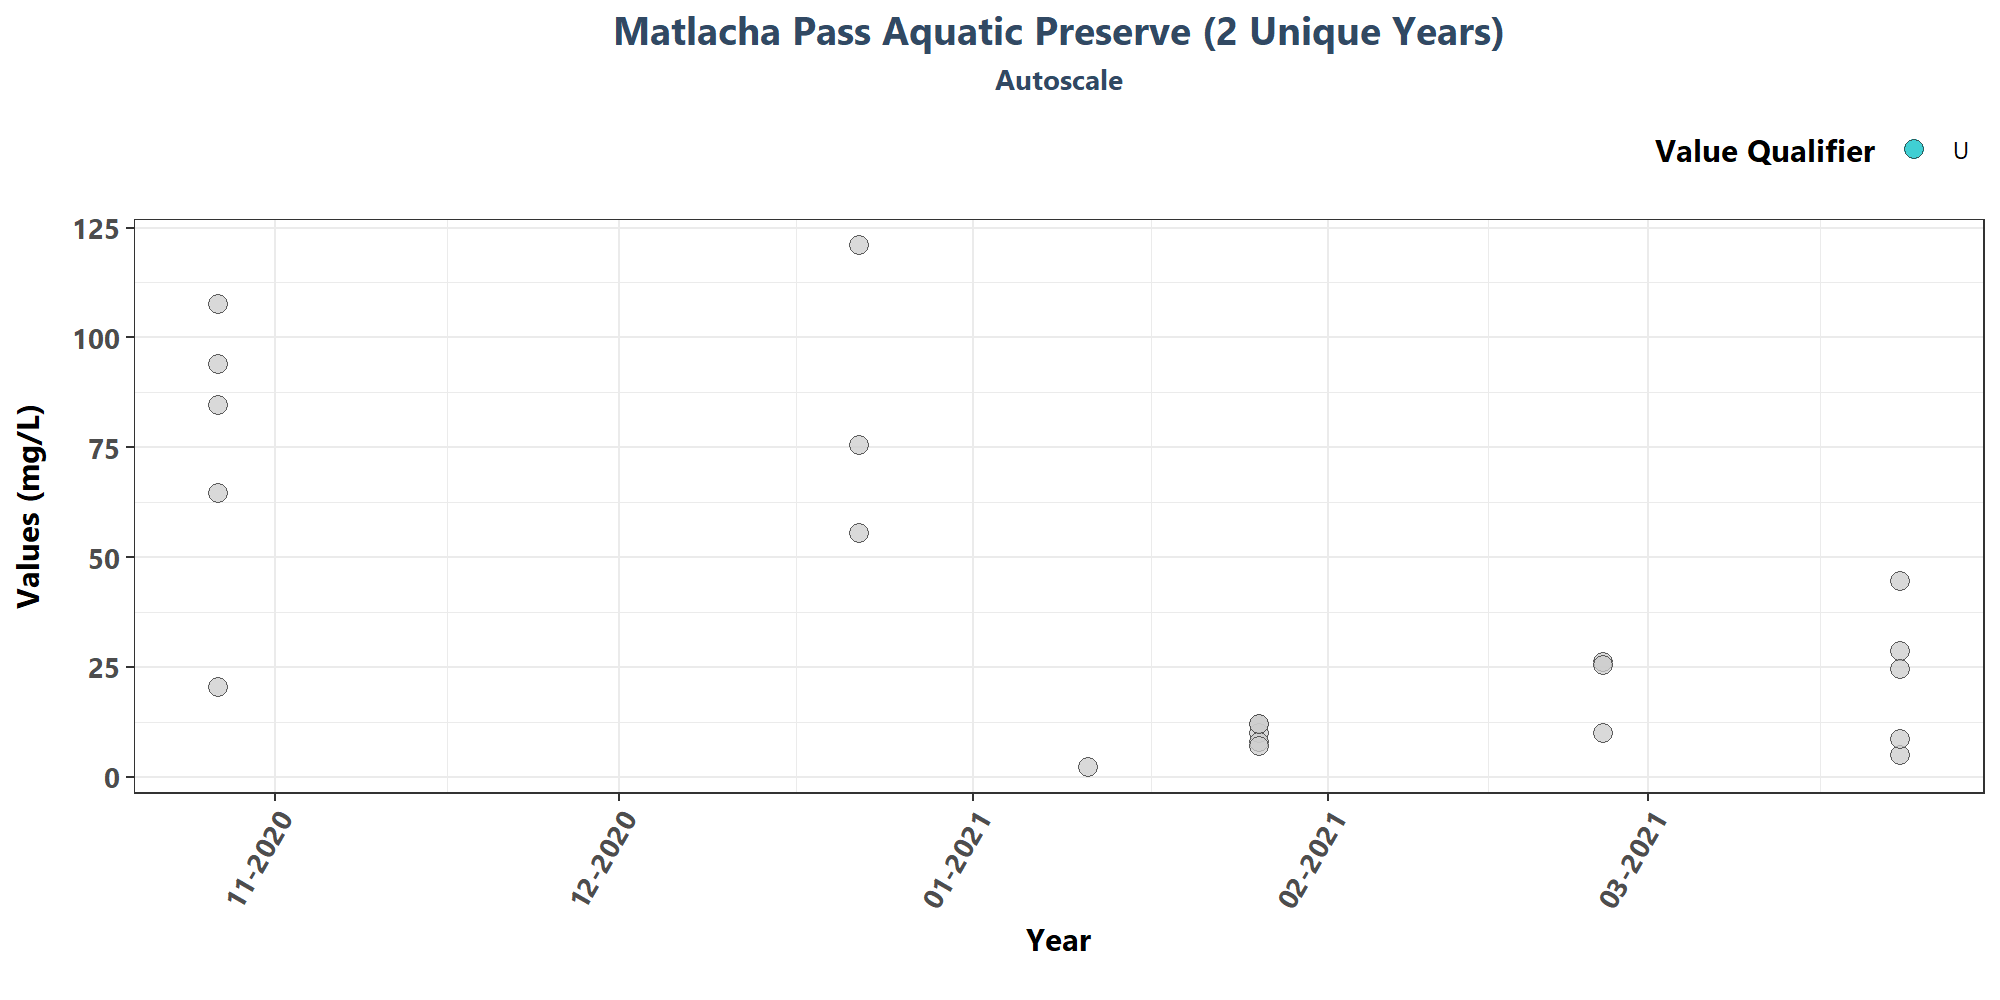 Matlacha Pass Aquatic Preserve (2 Unique Years)
Autoscale
Value Qualifier U
125
100
75
50
25
0
Values (mg/L)
11-2020
12-2020
01-2021
02-2021
03-2021
Year